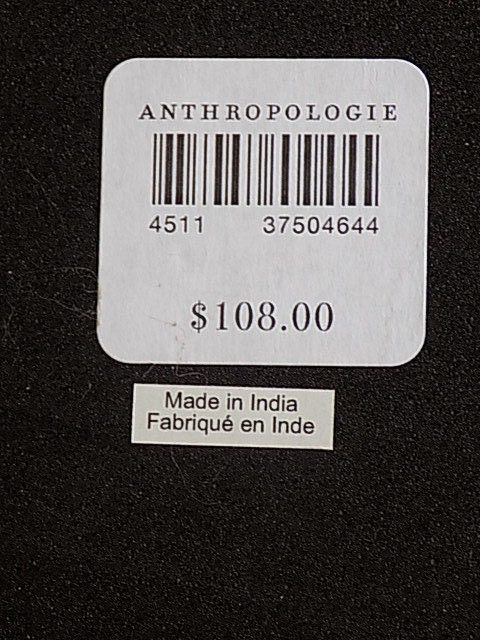 ANTHROPOLOGIE
4511 37504644
$108.00
Made in India
Fabriqué en Inde